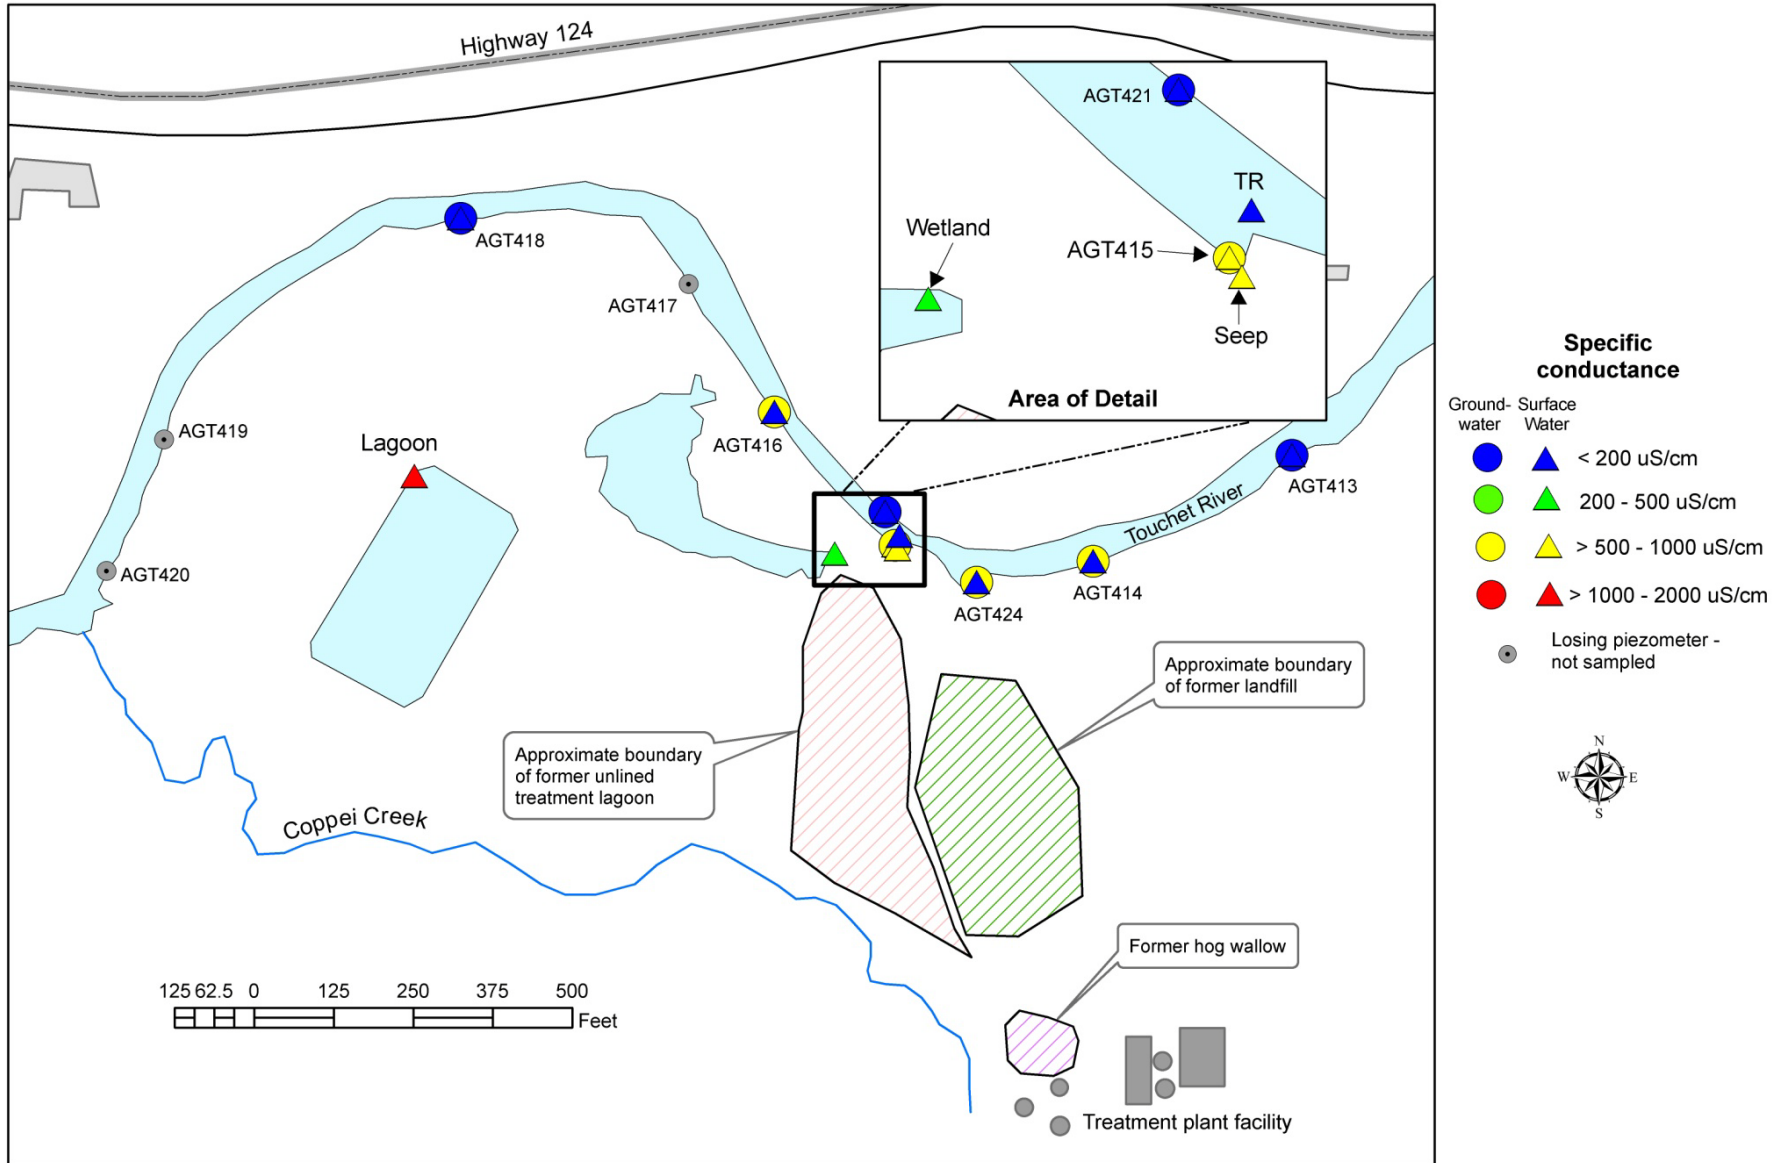 Highway 124
AGT421
TR
Wetland
AGT415
Seep
Area of Detail
AGT418
AGT417
AGT419
Lagoon
AGT416
AGT420
AGT413
Touchet River
AGT424
AGT414
Approximate boundary
of former landfill
Approximate boundary
of former unlined
treatment lagoon
Coppei Creek
Former hog wallow
125 62.5 0 125 250 375 500
Feet
Treatment plant facility
Specific
conductance
Ground-
water
Surface
Water
< 200 uS/cm
200 - 500 uS/cm
> 500 - 1000 uS/cm
> 1000 - 2000 uS/cm
Losing piezometer -
not sampled
N
W E
S